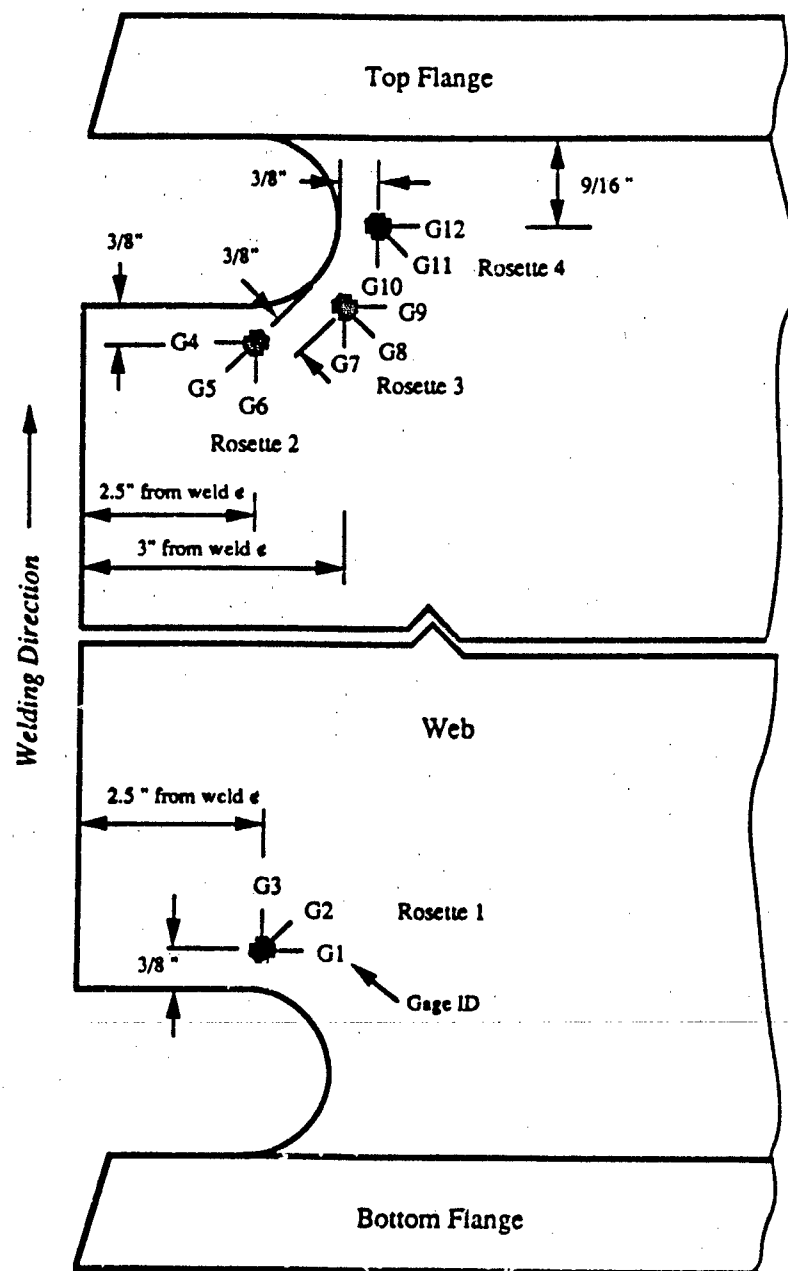 Top Flange
3/8"
9/16 "
3/8"
3/8"
G12
G11
Rosette 4
G10
G9
G4
G8
G5
G7
Rosette 3
G6
Rosette 2
2.5" from weld ¢
3" from weld ¢
Welding Direction
Web
2.5 " from weld ¢
G3
G2
Rosette 1
G1
3/8 "
Gage ID
Bottom Flange